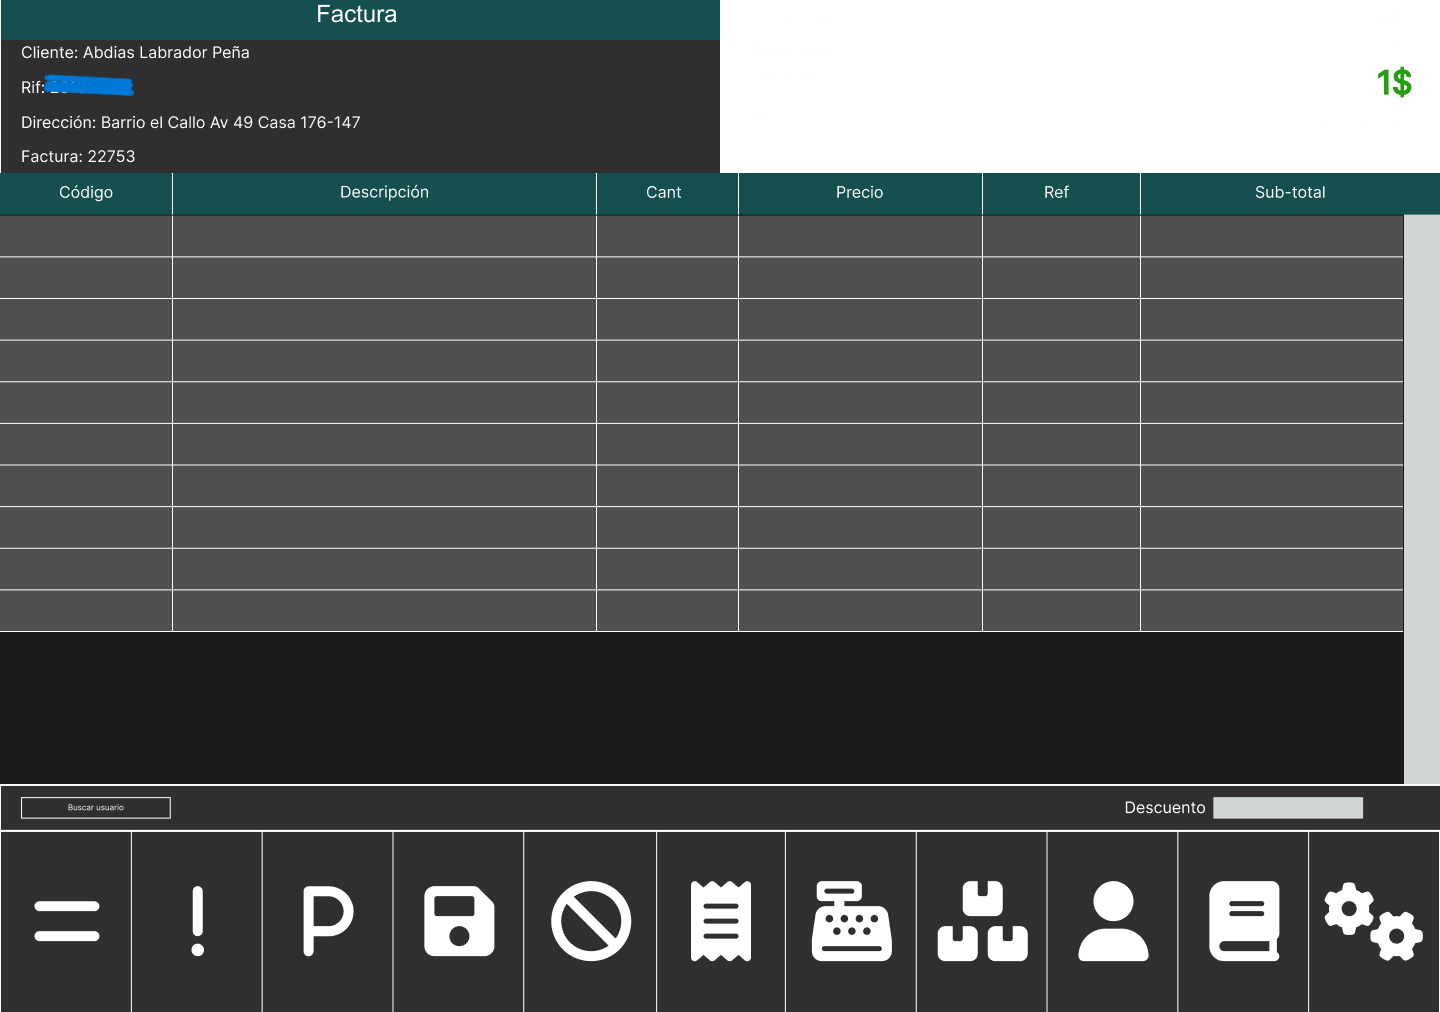 Factura
Cliente: Abdias Labrador Peña
1$
Rif:
Dirección: Barrio el Callo Av 49 Casa 176-147
Factura: 22753
Código Descripción Cant Precio Ref Sub-total
Buscar usuario Descuento
! P